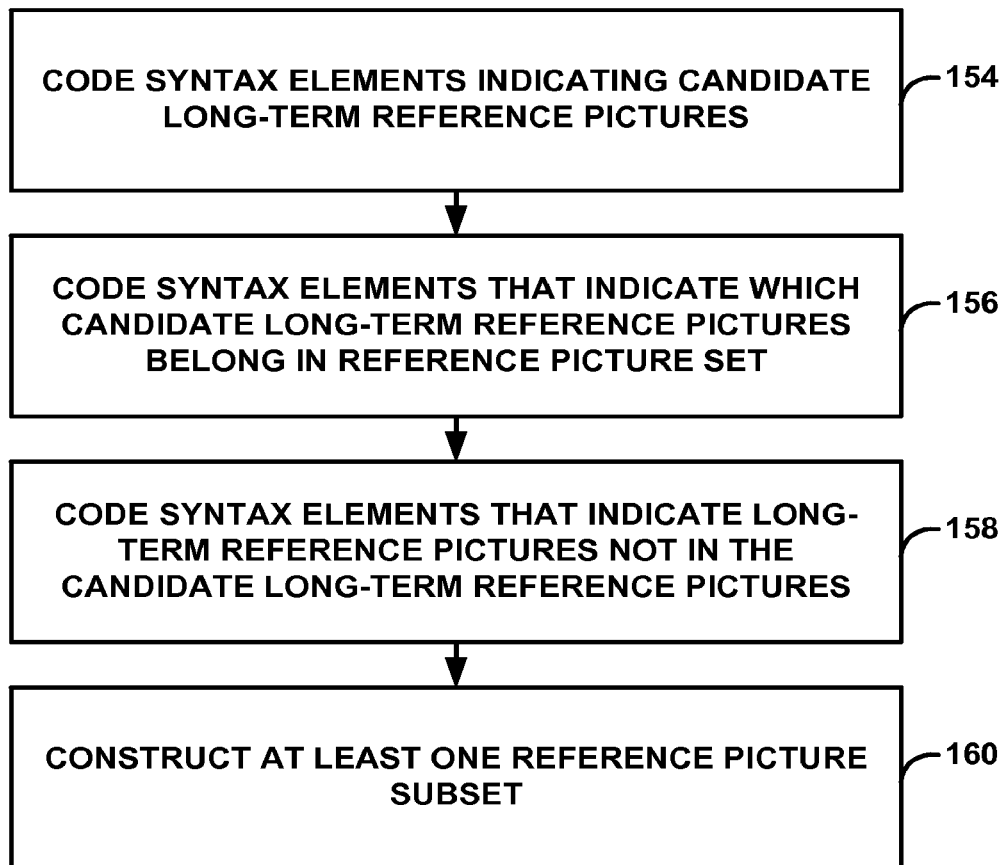 CODE SYNTAX ELEMENTS INDICATING CANDIDATE
LONG-TERM REFERENCE PICTURES
154
CODE SYNTAX ELEMENTS THAT INDICATE WHICH
CANDIDATE LONG-TERM REFERENCE PICTURES
BELONG IN REFERENCE PICTURE SET
156
CODE SYNTAX ELEMENTS THAT INDICATE LONG-
TERM REFERENCE PICTURES NOT IN THE
CANDIDATE LONG-TERM REFERENCE PICTURES
158
CONSTRUCT AT LEAST ONE REFERENCE PICTURE
SUBSET
160